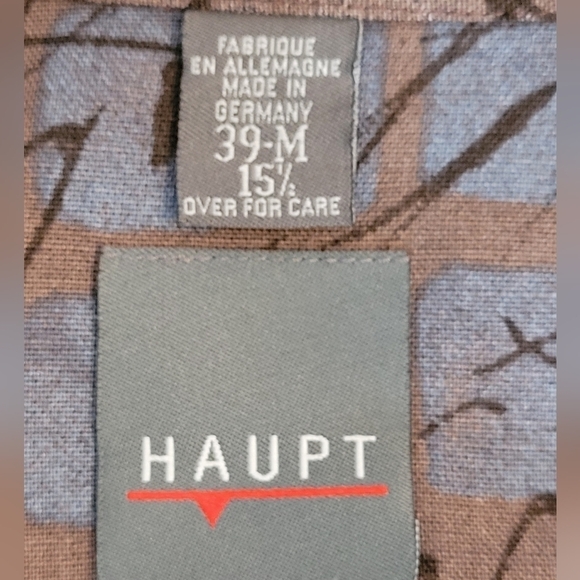 FABRIQUE
EN ALLEMAGNE
MADE IN
GERMANY
39-M
15½
OVER FOR CARE
HAUPT